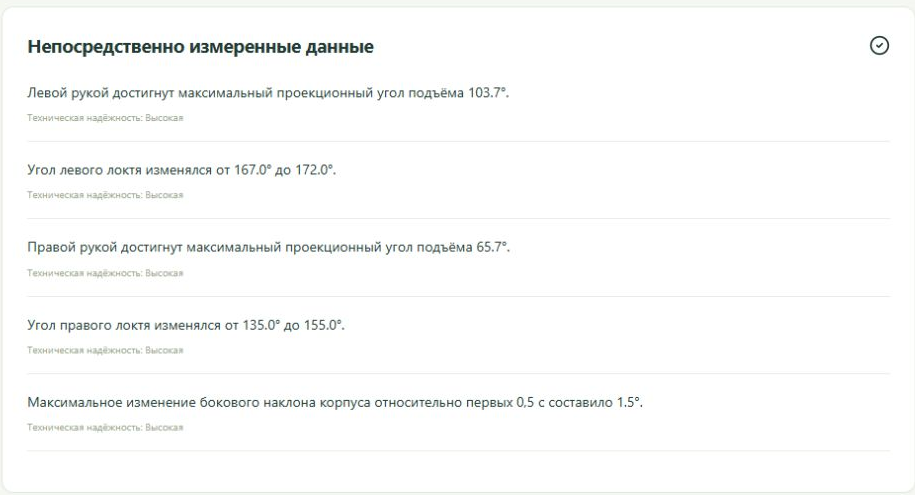 Непосредственно измеренные данные
Левой рукой достигнут максимальный проекционный угол подъёма 103.7°.
Техническая надёжность: Высокая
Угол левого локтя изменялся от 167.0° до 172.0°.
Техническая надёжность: Высокая
Правой рукой достигнут максимальный проекционный угол подъёма 65.7°.
Техническая надёжность: Высокая
Угол правого локтя изменялся от 135.0° до 155.0°.
Техническая надёжность: Высокая
Максимальное изменение бокового наклона корпуса относительно первых 0,5 с составило 1.5°.
Техническая надёжность: Высокая